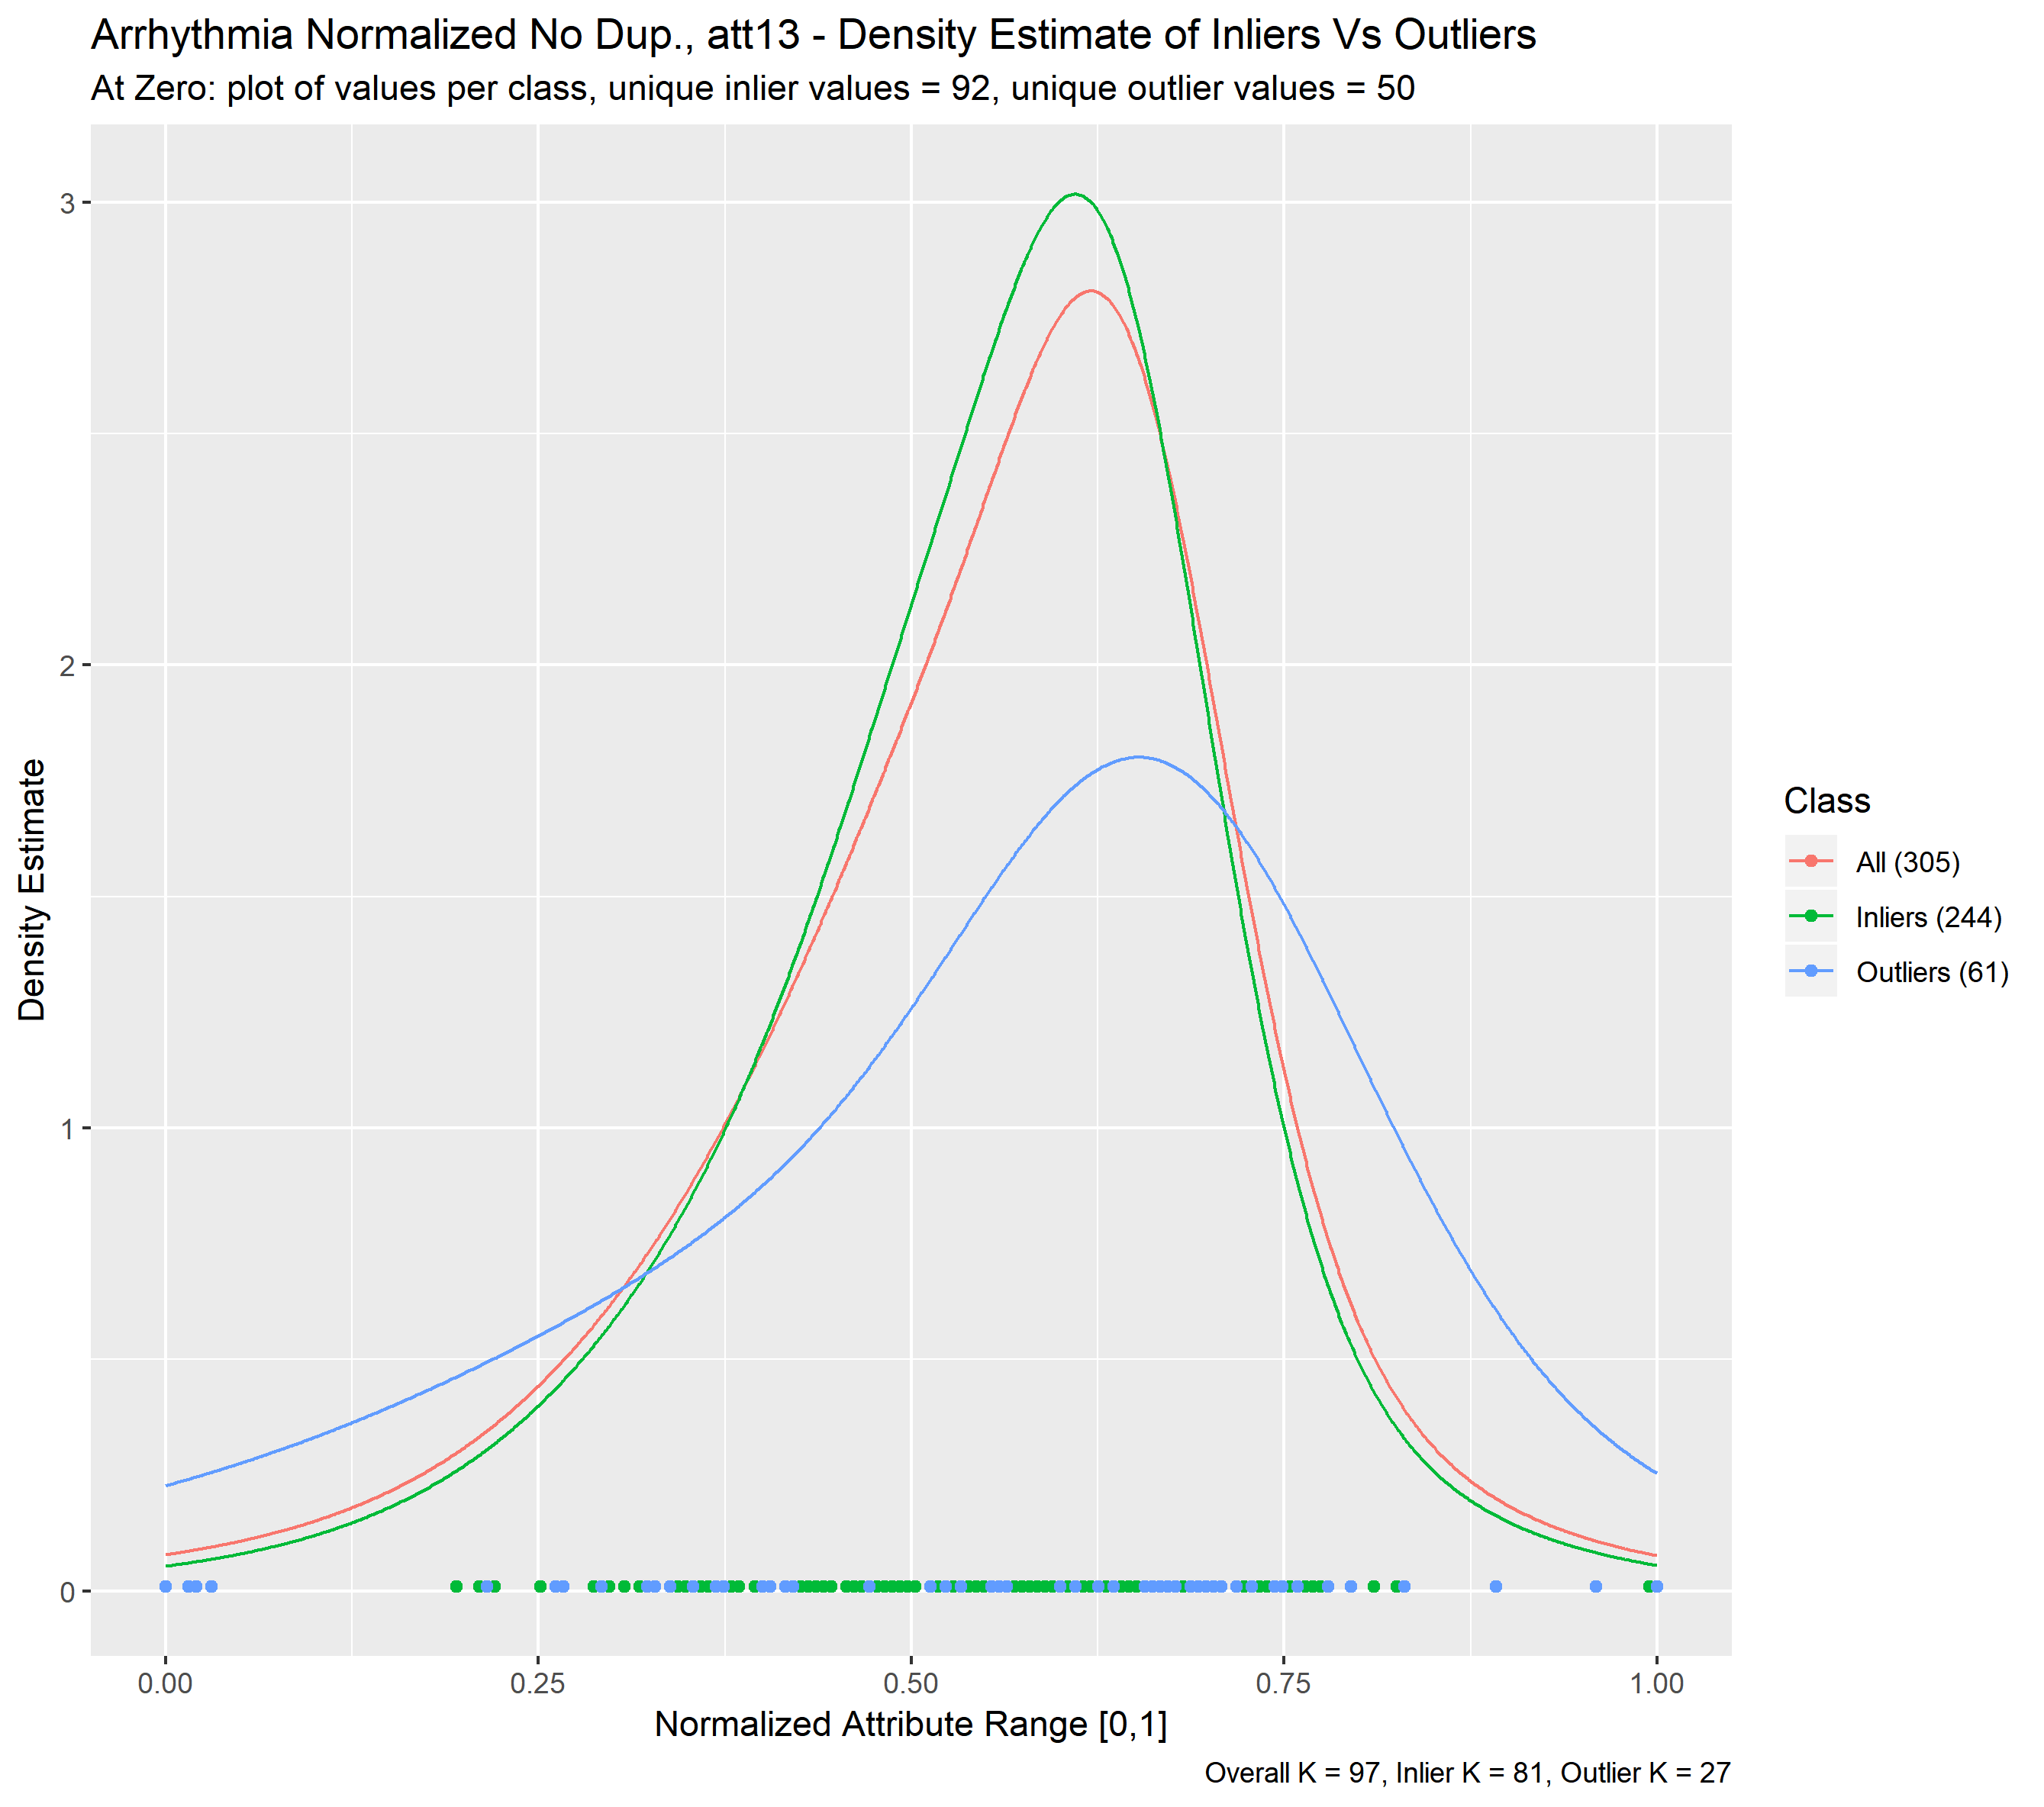 Arrhythmia Normalized No Dup., att13 - Density Estimate of Inliers Vs Outliers
At Zero: plot of values per class, unique inlier values = 92, unique outlier values = 50
3
2
1
0
Density Estimate
0.00 0.25 0.50 0.75 1.00
Normalized Attribute Range [0,1]
Class
All (305)
Inliers (244)
Outliers (61)
Overall K = 97, Inlier K = 81, Outlier K = 27